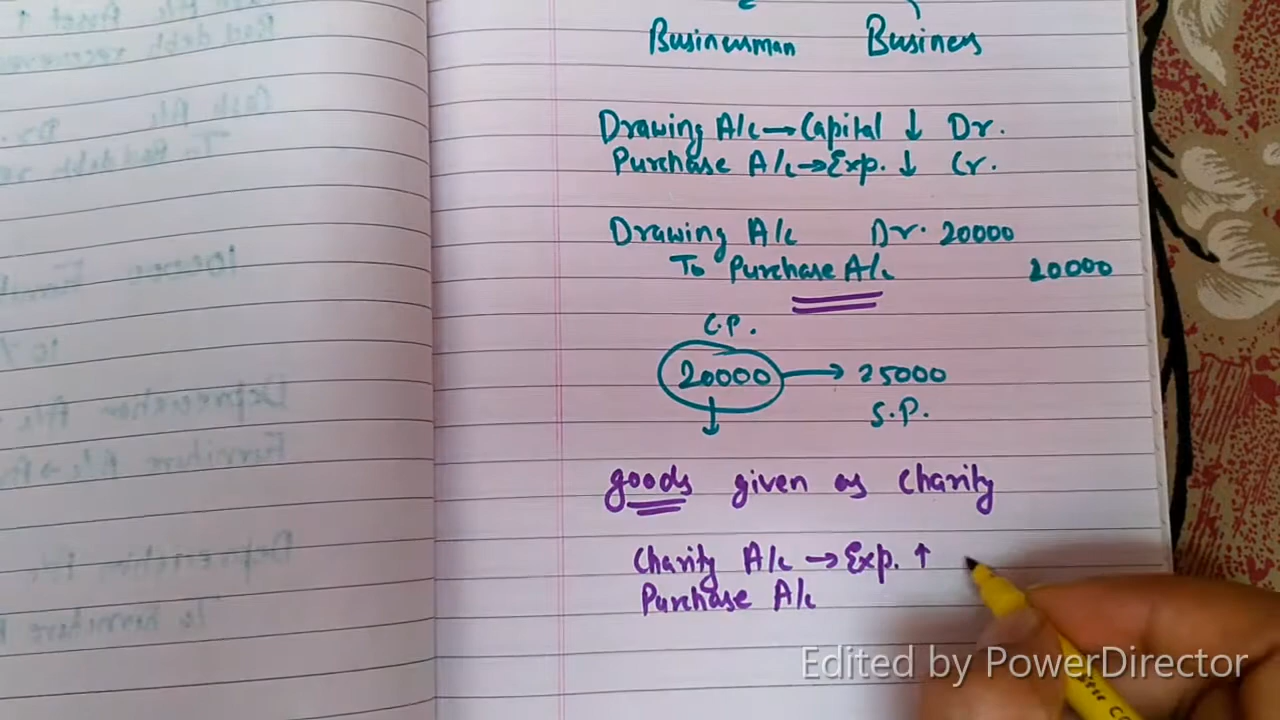 Businessman Business
Drawing A/c → Capital ↓ Dr.
Purchase A/c → Exp. ↓ Cr.
Drawing A/c Dr. 20000
To Purchase A/c 20000
C.P.
20000 → 25000
S.P.
goods given as charity
Charity A/c → Exp. ↑
Purchase A/c
Edited by PowerDirector